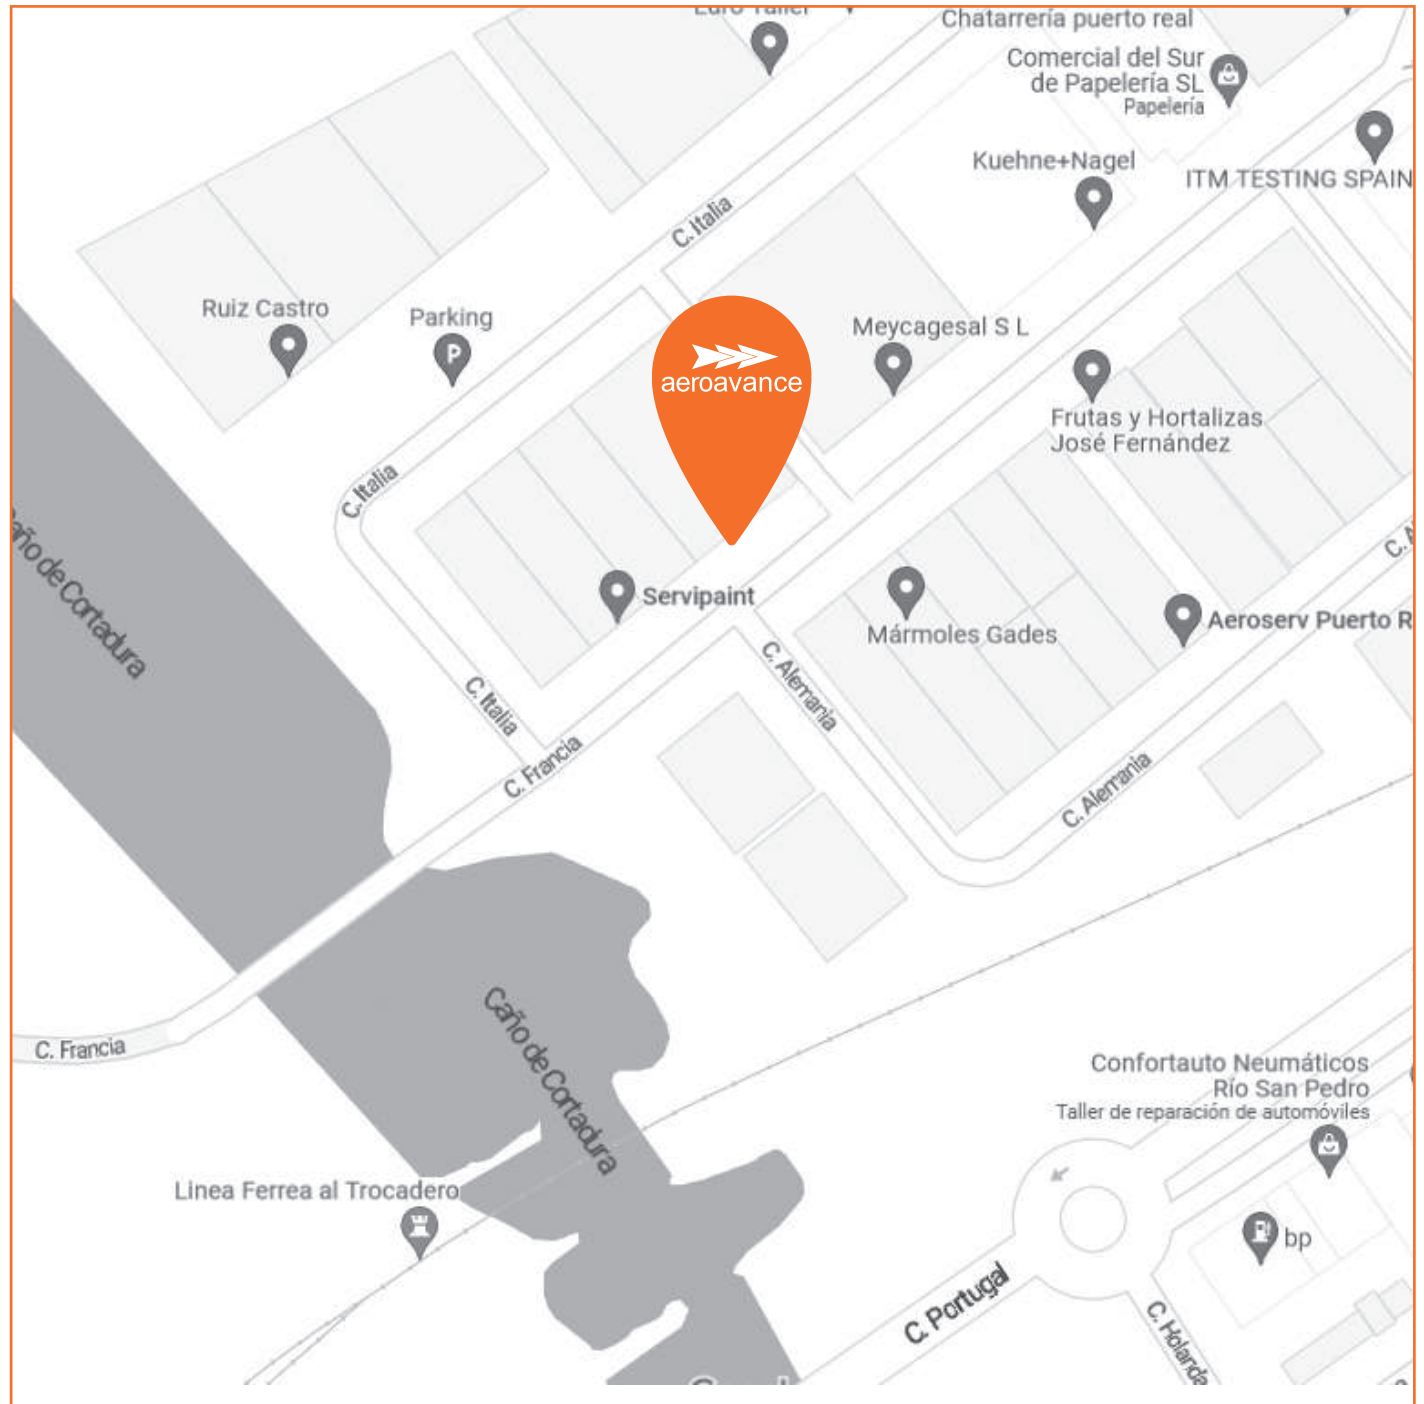 Euro Taller
Chatarrería puerto real
Comercial del Sur
de Papelería SL
Papelería
Kuehne+Nagel
ITM TESTING SPAIN
C. Italia
Ruiz Castro
Parking
P
aeroavance
Meycagesal S L
Frutas y Hortalizas
José Fernández
C. Italia
Caño de Cortadura
C. A
Servipaint
Mármoles Gades
Aeroserv Puerto R
C. Alemania
C. Italia
C. Francia
C. Alemania
Caño de Cortadura
C. Francia
Confortauto Neumáticos
Río San Pedro
Taller de reparación de automóviles
Linea Ferrea al Trocadero
bp
C. Portugal
C. Holanda